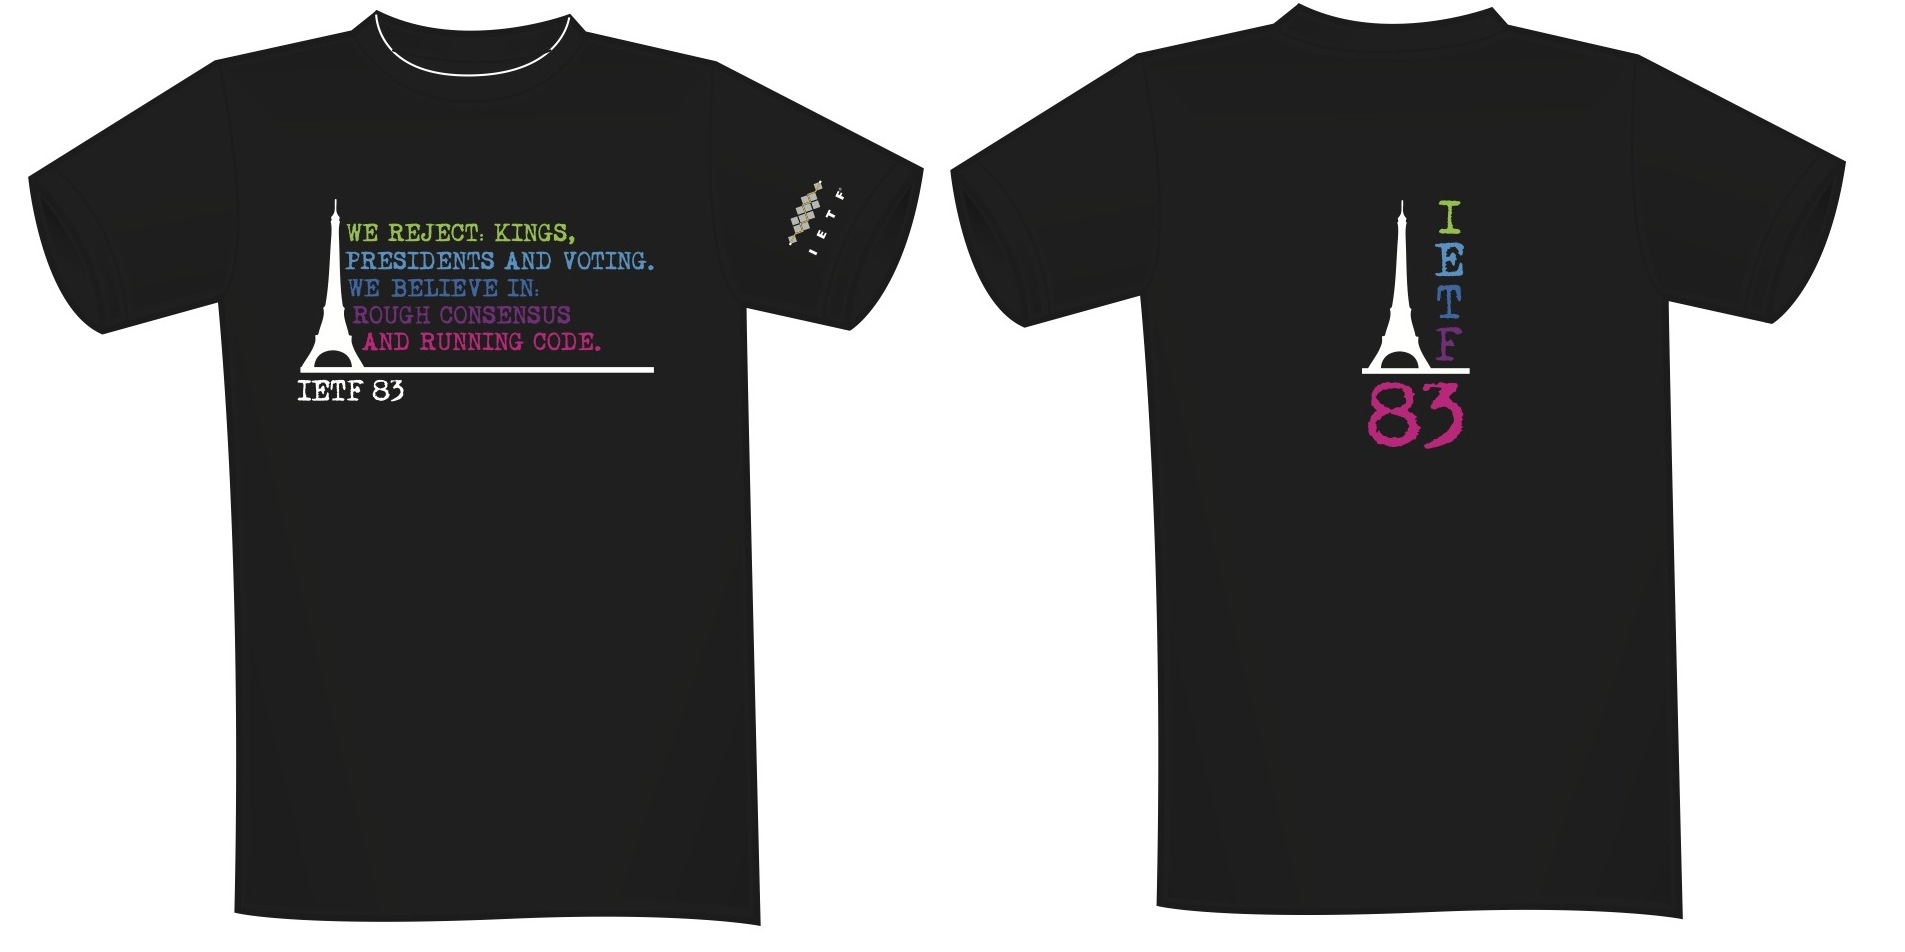 WE REJECT: KINGS,
PRESIDENTS AND VOTING.
WE BELIEVE IN:
ROUGH CONSENSUS
AND RUNNING CODE.
IETF 83
IETF
I
E
T
F
83